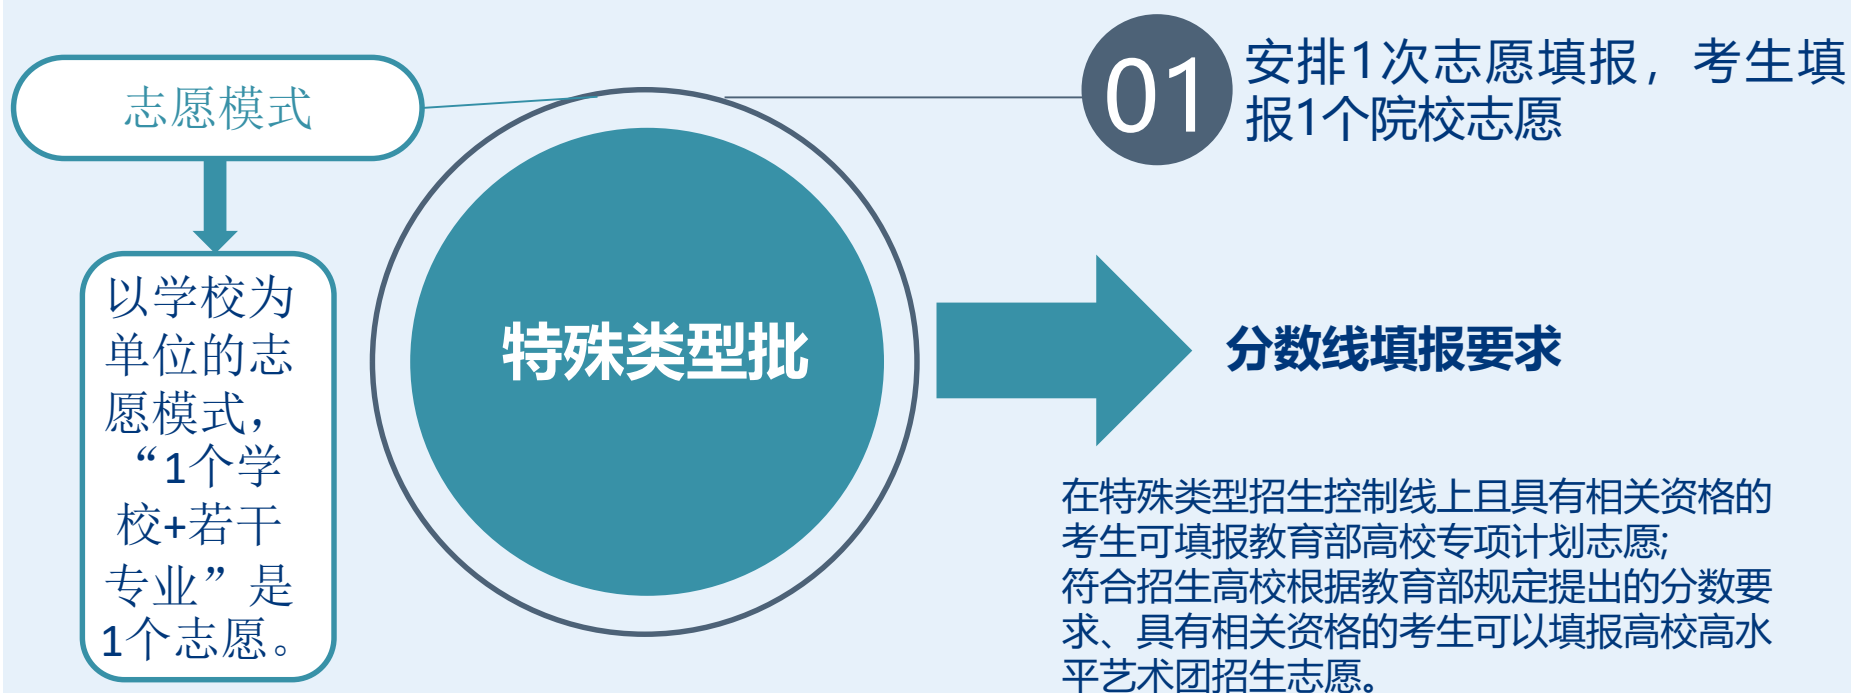 志愿模式
以学校为
单位的志
愿模式，
“1个学
校+若干
专业”是
1个志愿。
特殊类型批
01
安排1次志愿填报，考生填
报1个院校志愿
分数线填报要求
在特殊类型招生控制线上且具有相关资格的
考生可填报教育部高校专项计划志愿;
符合招生高校根据教育部规定提出的分数要
求、具有相关资格的考生可以填报高校高水
平艺术团招生志愿。